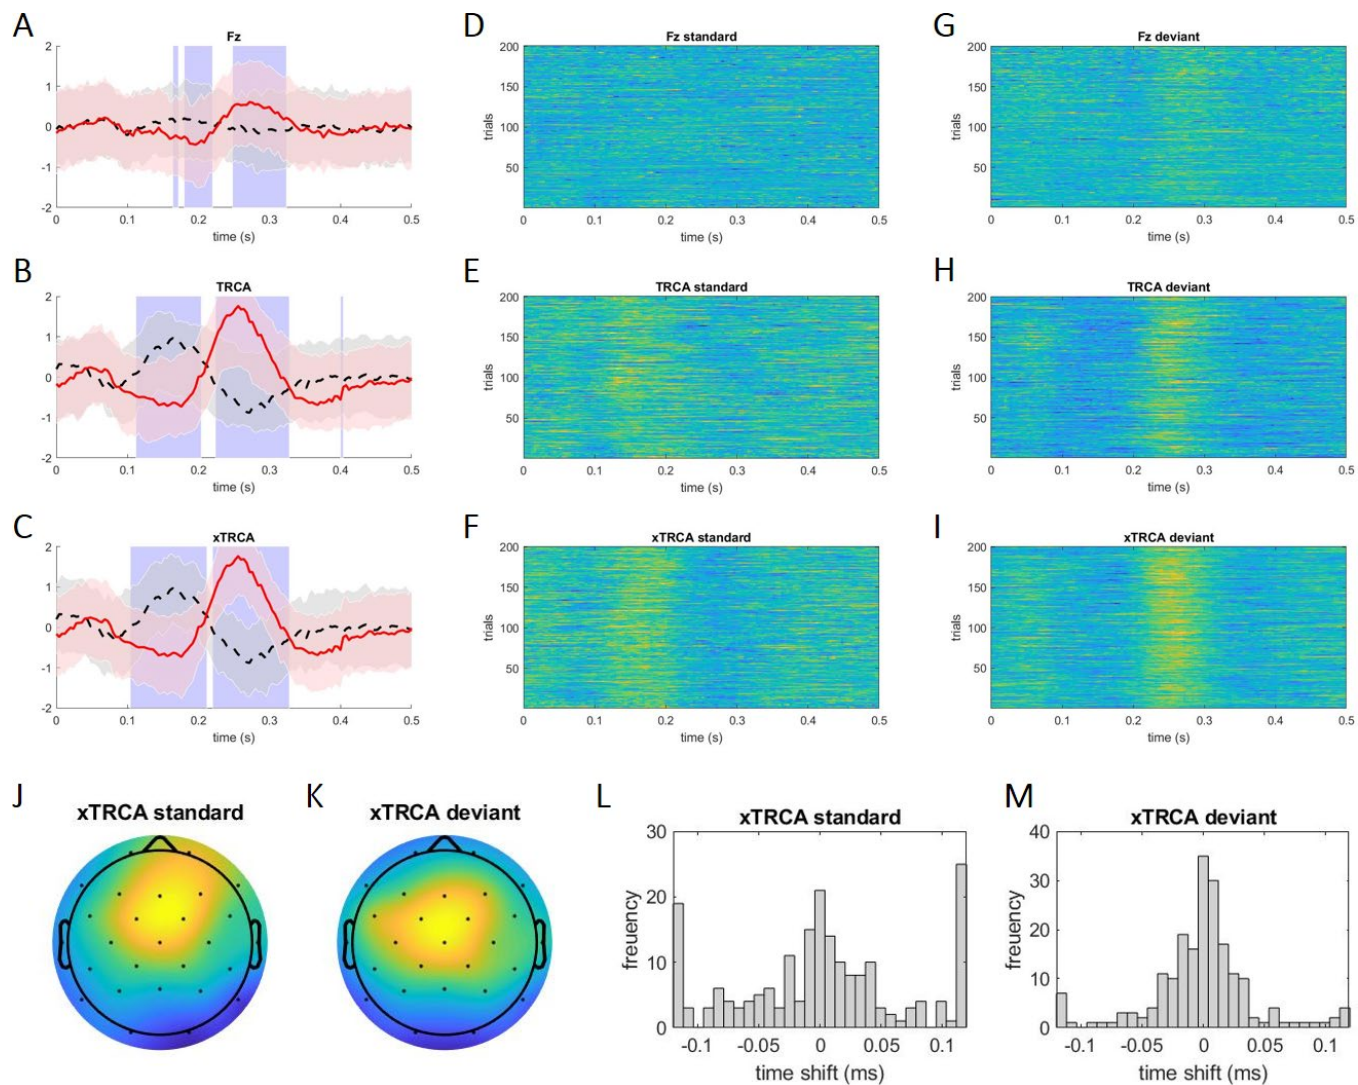 A
Fz
2
1
0
-1
-2
0 0.1 0.2 0.3 0.4 0.5
time (s)
D
Fz standard
200
150
100
50
trials
0 0.1 0.2 0.3 0.4 0.5
time (s)
G
Fz deviant
200
150
100
50
trials
0 0.1 0.2 0.3 0.4 0.5
time (s)
B
TRCA
2
1
0
-1
-2
0 0.1 0.2 0.3 0.4 0.5
time (s)
E
TRCA standard
200
150
100
50
trials
0 0.1 0.2 0.3 0.4 0.5
time (s)
H
TRCA deviant
200
150
100
50
trials
0 0.1 0.2 0.3 0.4 0.5
time (s)
C
xTRCA
2
1
0
-1
-2
0 0.1 0.2 0.3 0.4 0.5
time (s)
F
xTRCA standard
200
150
100
50
trials
0 0.1 0.2 0.3 0.4 0.5
time (s)
I
xTRCA deviant
200
150
100
50
trials
0 0.1 0.2 0.3 0.4 0.5
time (s)
J
xTRCA standard
K
xTRCA deviant
L
xTRCA standard
30
20
10
0
freuency
-0.1 -0.05 0 0.05 0.1
time shift (ms)
M
xTRCA deviant
40
30
20
10
0
freuency
-0.1 -0.05 0 0.05 0.1
time shift (ms)